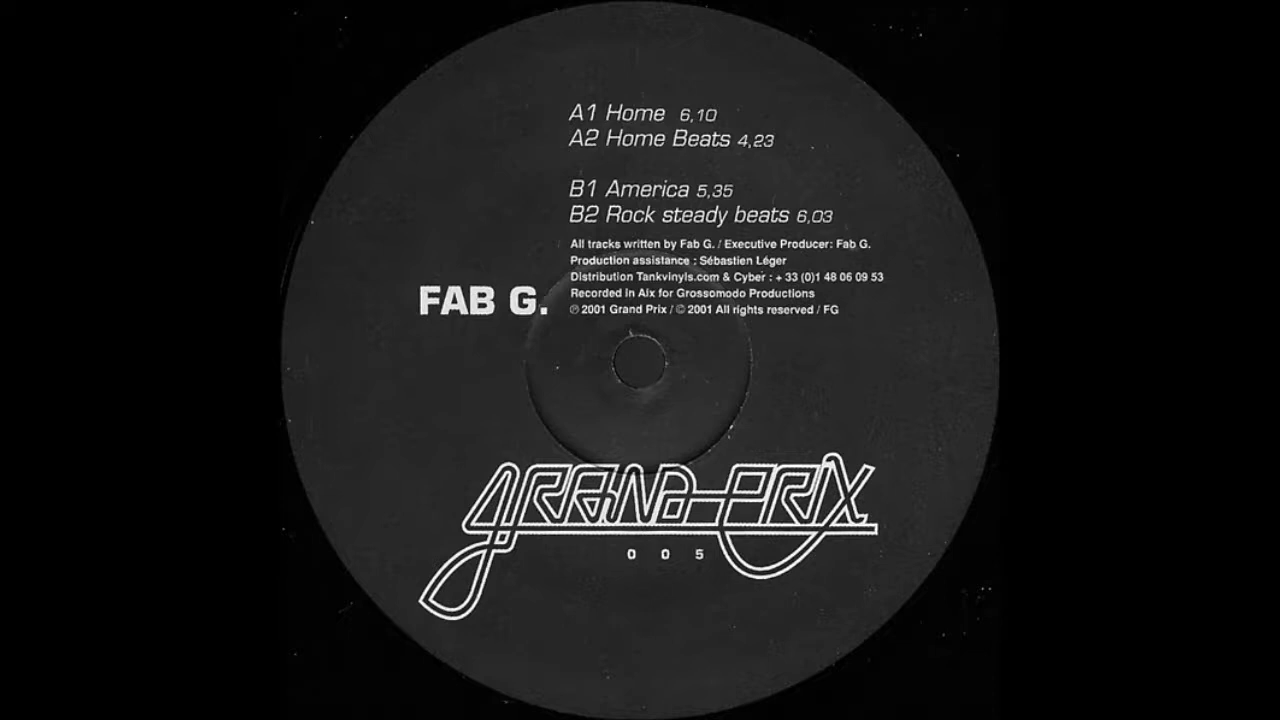 A1 Home 6,10
A2 Home Beats 4,23
B1 America 5,35
B2 Rock steady beats 6,03
All tracks written by Fab G. / Executive Producer: Fab G.
Production assistance : Sébastien Léger
Distribution Tankvinyls.com & Cyber : + 33 (0)1 48 06 09 53
Recorded in Aix for Grossomodo Productions
℗ 2001 Grand Prix / © 2001 All rights reserved / FG
FAB G.
GRAND PRIX
005